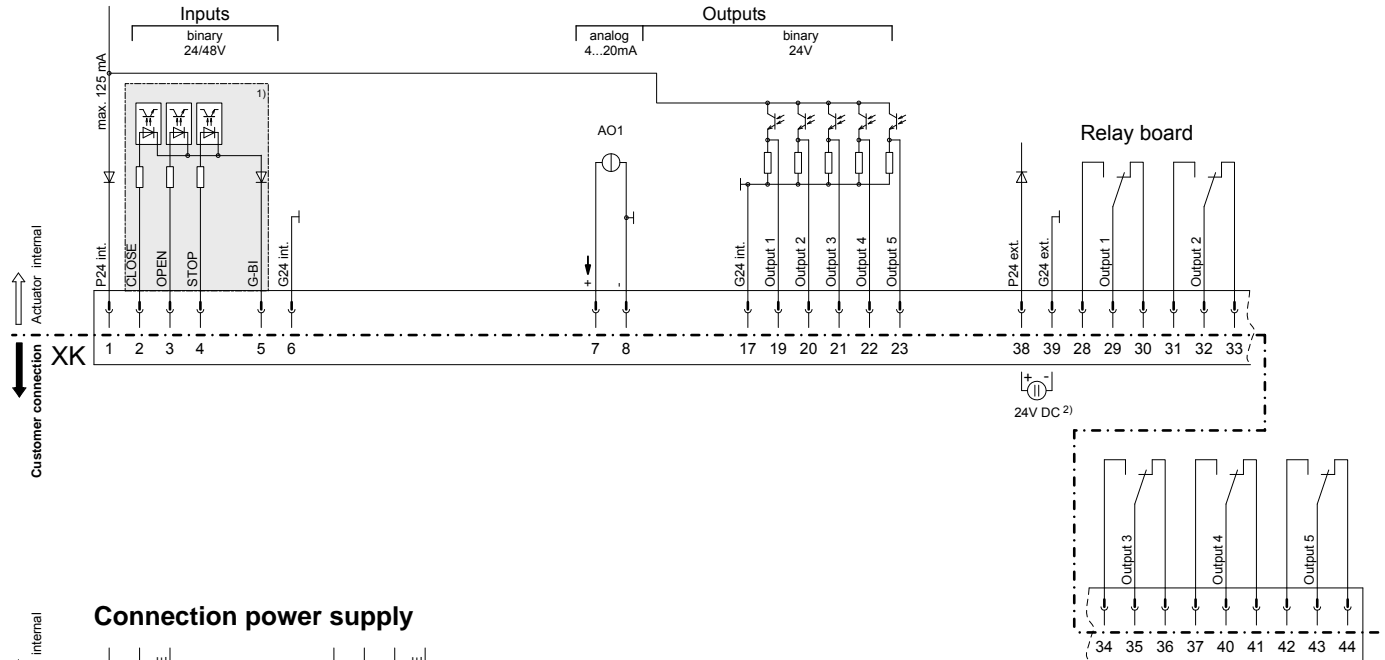 Inputs
binary
24/48V
Outputs
analog
4...20mA
binary
24V
max. 125 mA
1)
AO1
Relay board
P24 int.
CLOSE
OPEN
STOP
G-BI
G24 int.
+
-
G24 int.
Output 1
Output 2
Output 3
Output 4
Output 5
P24 ext.
G24 ext.
Output 1
Output 2
Actuator internal
Customer connection
XK
1 2 3 4 5 6 7 8 17 19 20 21 22 23 38 39 28 29 30 31 32 33
+ -
24V DC 2)
Output 3
Output 4
Output 5
34 35 36 37 40 41 42 43 44
Connection power supply
internal